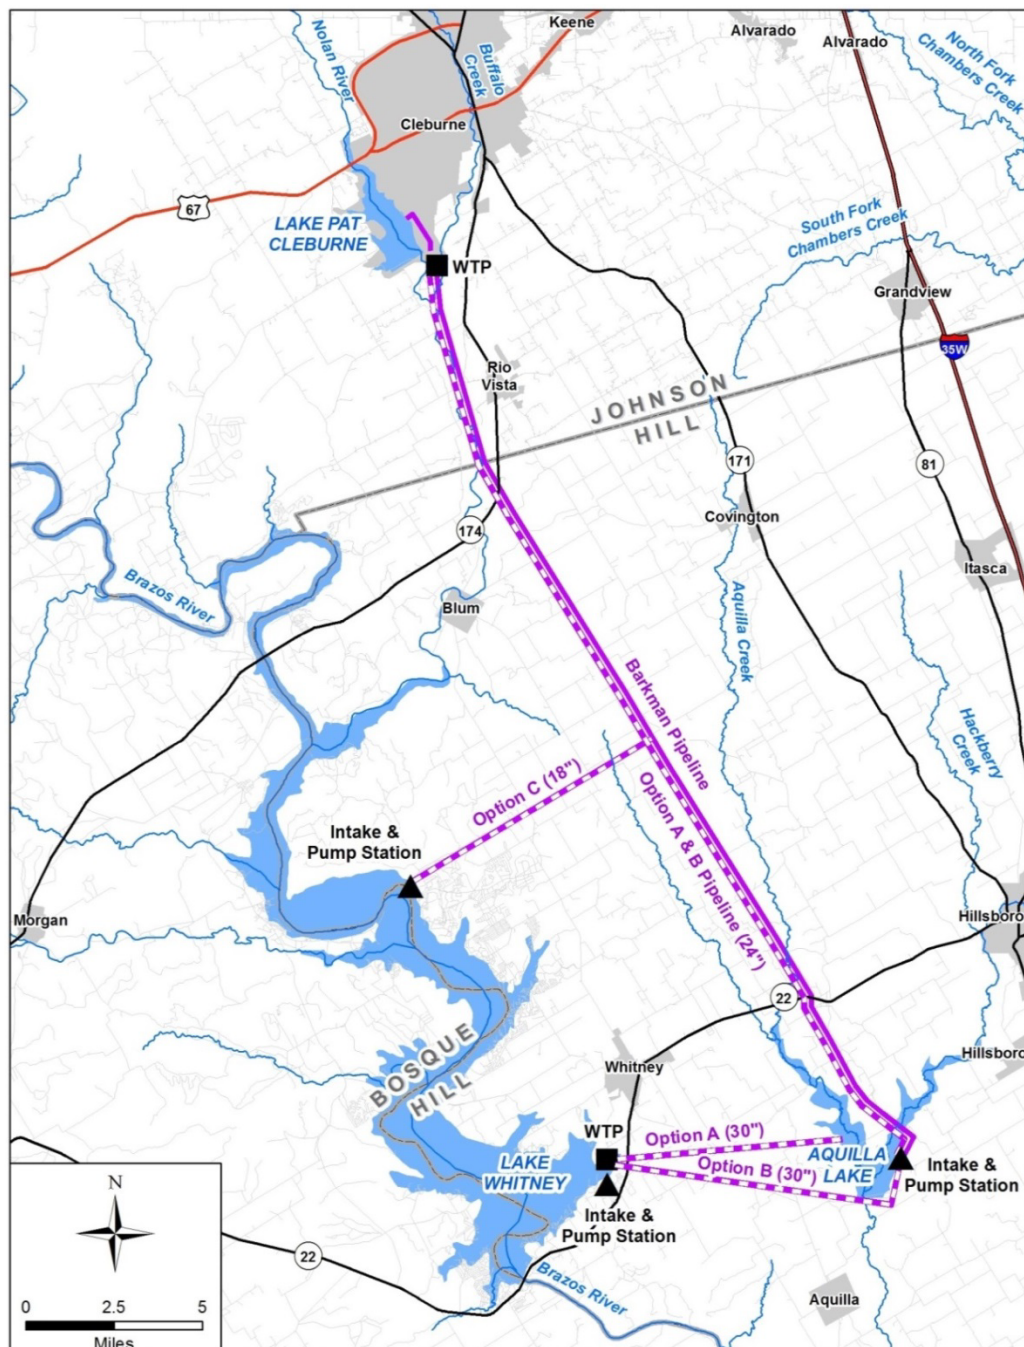 Keene
Alvarado
Alvarado
Nolan River
Buffalo
Creek
North Fork
Chambers Creek
Cleburne
67
LAKE PAT
CLEBURNE
South Fork
Chambers Creek
WTP
Grandview
35W
Rio
Vista
JOHNSON
HILL
171
81
Covington
174
Itasca
Brazos River
Blum
Aquilla Creek
Barkman Pipeline
Hackberry
Creek
Option C (18")
Option A & B Pipeline (24")
Intake &
Pump Station
Morgan
Hillsboro
22
BOSQUE
HILL
Hillsboro
Whitney
WTP
Option A (30")
LAKE
WHITNEY
Option B (30")
AQUILLA
LAKE
Intake &
Pump Station
Intake &
Pump Station
N
22
Brazos River
Aquilla
0 2.5 5
Miles